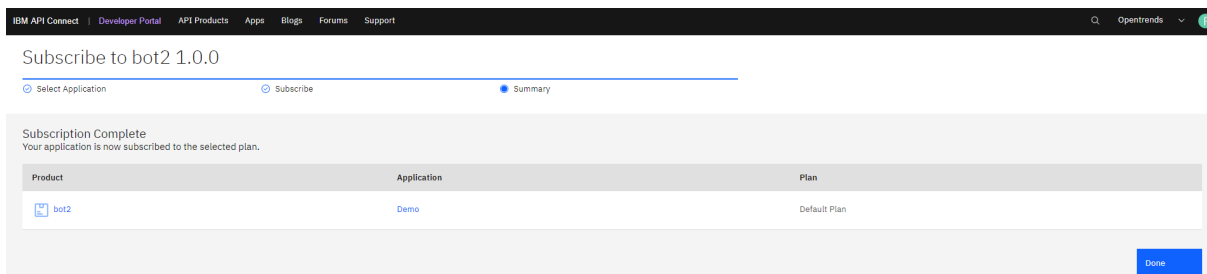 IBM API Connect | Developer Portal API Products Apps Blogs Forums Support Opentrends
Subscribe to bot2 1.0.0
Select Application Subscribe Summary
Subscription Complete
Your application is now subscribed to the selected plan.
Product Application Plan
bot2 Demo Default Plan
Done